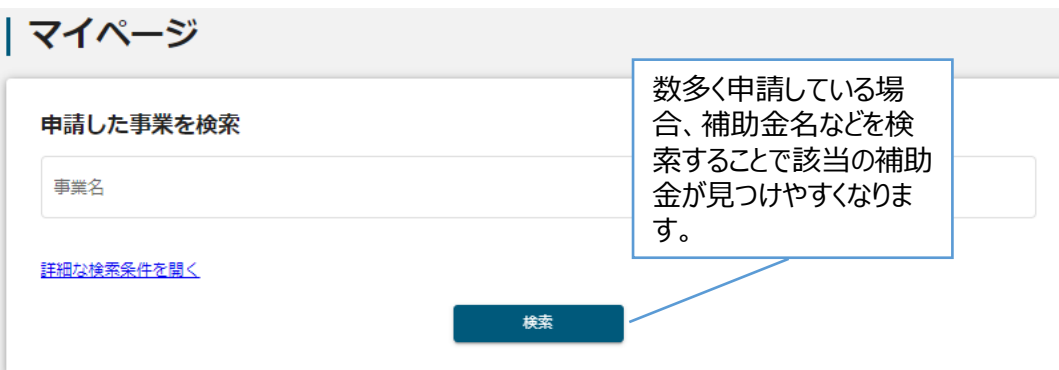 マイページ
申請した事業を検索
事業名
詳細な検索条件を開く
検索
数多く申請している場
合、補助金名などを検
索することで該当の補助
金が見つけやすくなりま
す。